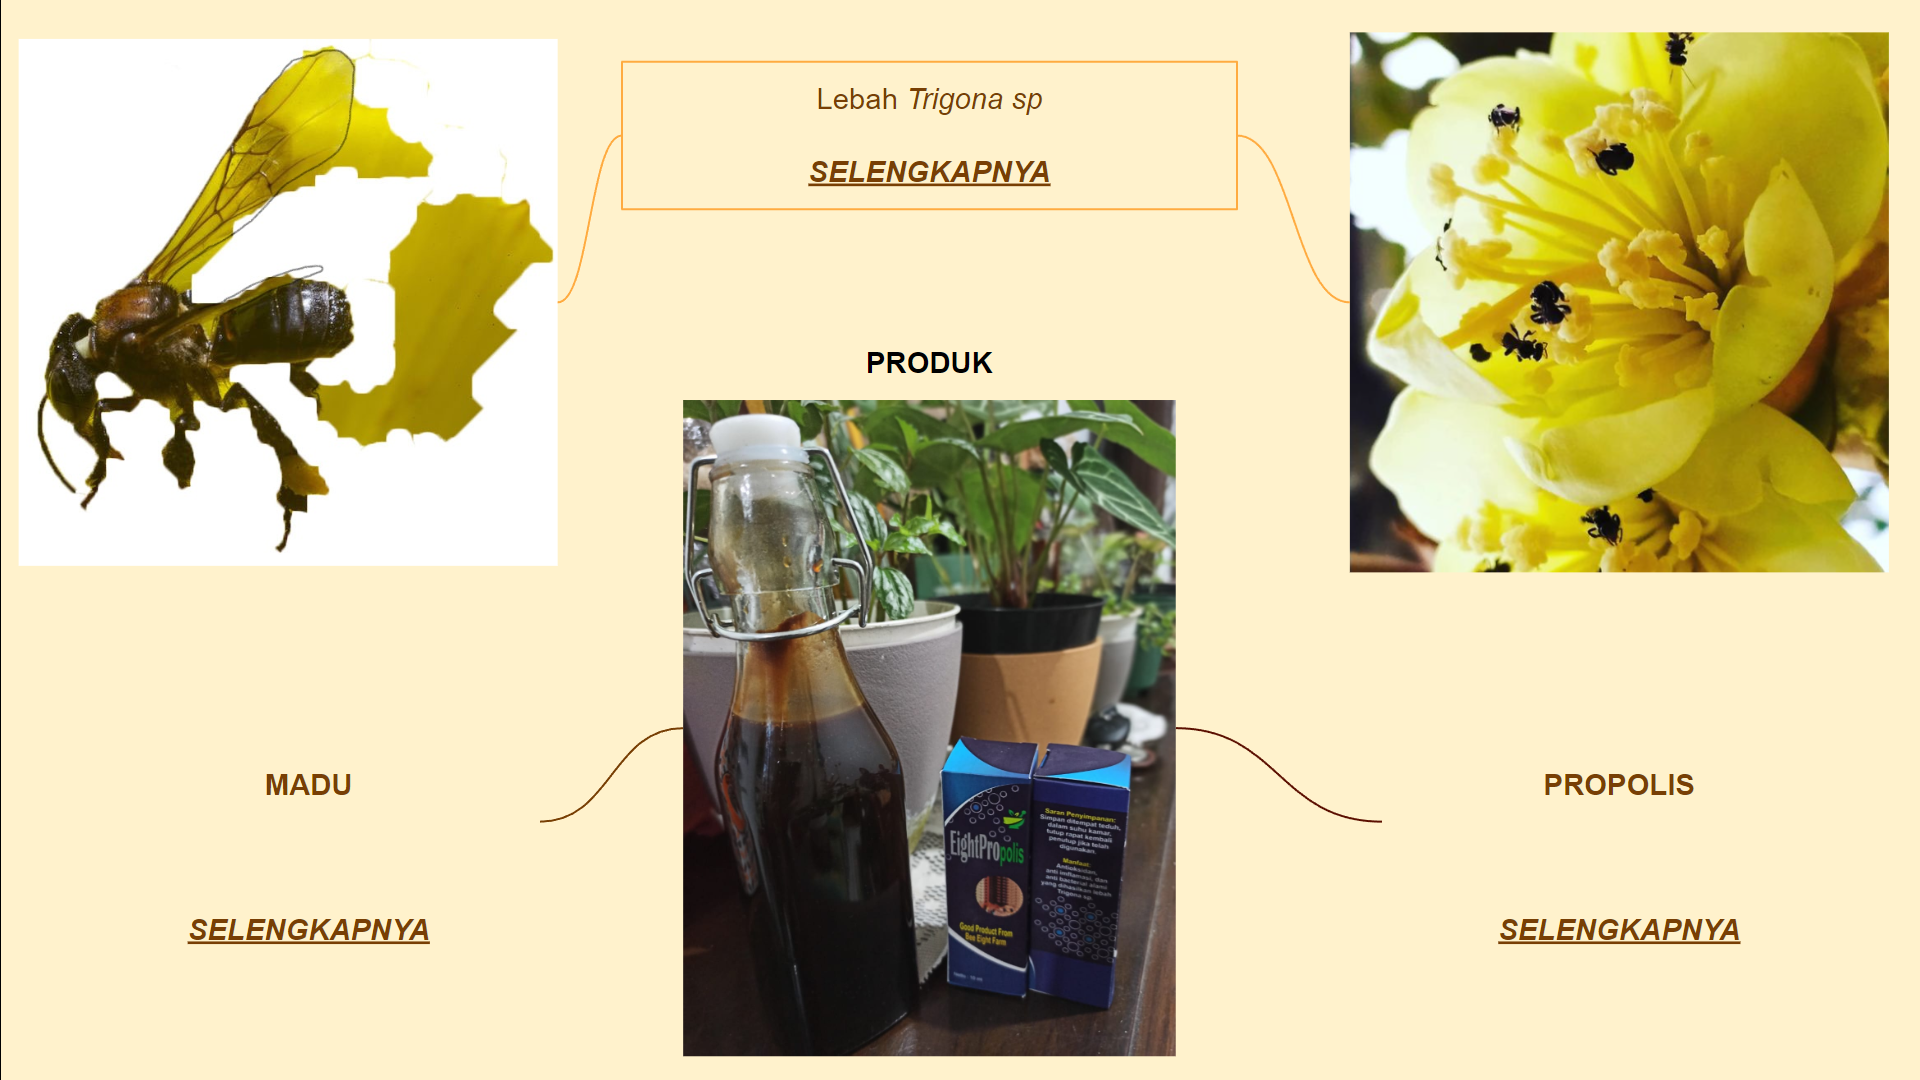 Lebah Trigona sp
SELENGKAPNYA
PRODUK
MADU
SELENGKAPNYA
EightPropolis
Good Product From
Bee Eight Farm
Saran Penyimpanan:
Simpan ditempat teduh,
dalam suhu kamar,
tutup rapat kembali
penutup jika telah
digunakan.
Manfaat:
Antioksidan,
anti imflamasi, dan
anti bacterial alami
yang dihasilkan lebah
Trigona sp.
PROPOLIS
SELENGKAPNYA